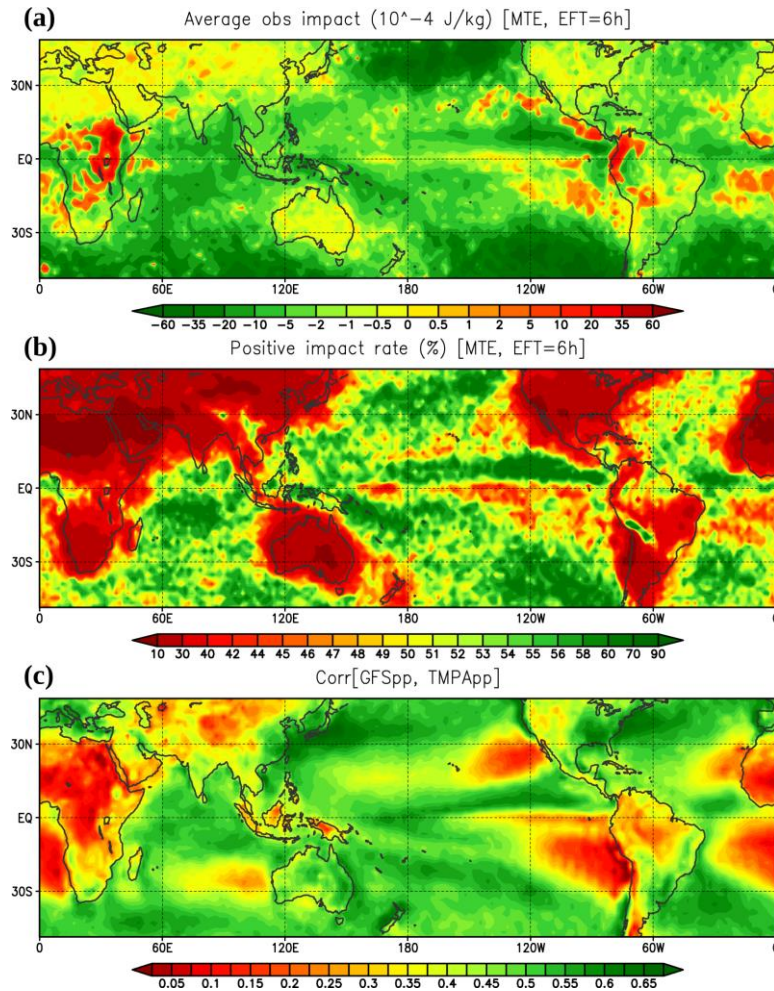 (a) Average obs impact (10^-4 J/kg) [MTE, EFT=6h]
30N
EQ
30S
0 60E 120E 180 120W 60W 0
-60 -35 -20 -10 -5 -2 -1 -0.5 0 0.5 1 2 5 10 20 35 60
(b) Positive impact rate (%) [MTE, EFT=6h]
30N
EQ
30S
0 60E 120E 180 120W 60W 0
10 30 40 42 44 45 46 47 48 49 50 51 52 53 54 55 56 58 60 70 90
(c) Corr[GFSpp, TMPApp]
30N
EQ
30S
0 60E 120E 180 120W 60W 0
0.05 0.1 0.15 0.2 0.25 0.3 0.35 0.4 0.45 0.5 0.55 0.6 0.65